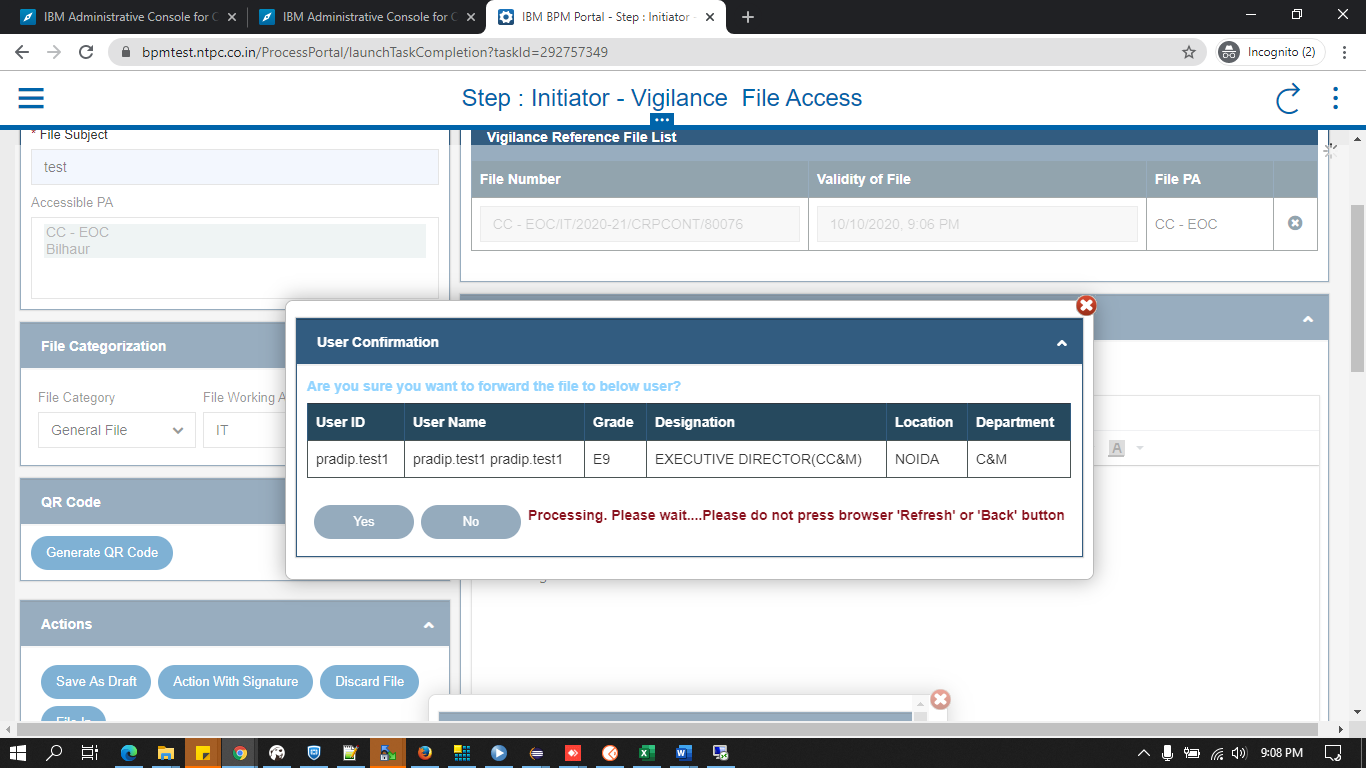 IBM Administrative Console for C
IBM Administrative Console for C
IBM BPM Portal - Step : Initiator -
bpmtest.ntpc.co.in/ProcessPortal/launchTaskCompletion?taskId=292757349
Incognito (2)
Step : Initiator - Vigilance File Access
* File Subject
test
Accessible PA
CC - EOC
Bilhaur
Vigilance Reference File List
File Number
Validity of File
File PA
CC - EOC/IT/2020-21/CRPCONT/80076
10/10/2020, 9:06 PM
CC - EOC
File Categorization
File Category
File Working A
General File
IT
QR Code
Generate QR Code
Actions
Save As Draft
Action With Signature
Discard File
File In
User Confirmation
Are you sure you want to forward the file to below user?
User ID
User Name
Grade
Designation
Location
Department
pradip.test1
pradip.test1 pradip.test1
E9
EXECUTIVE DIRECTOR(CC&M)
NOIDA
C&M
Yes
No
Processing. Please wait....Please do not press browser 'Refresh' or 'Back' button
A
9:08 PM